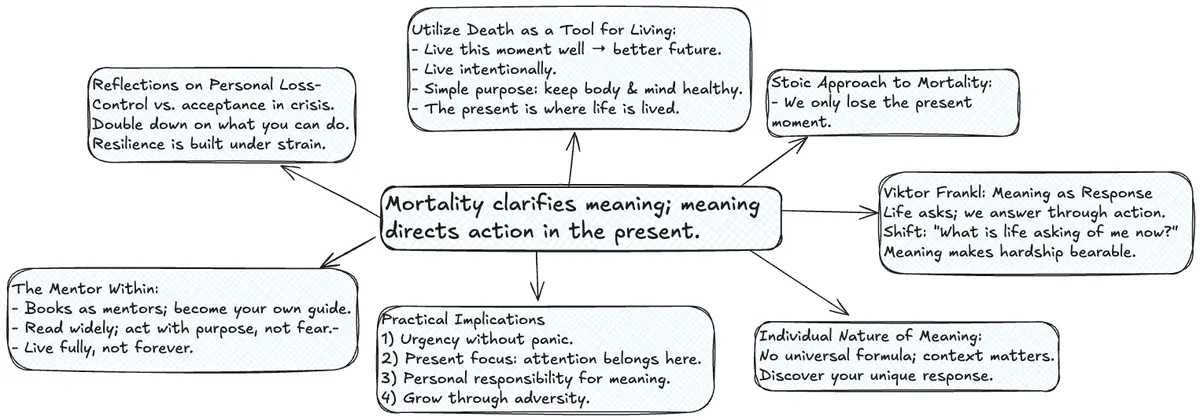 Utilize Death as a Tool for Living:
- Live this moment well → better future.
- Live intentionally.
- Simple purpose: keep body & mind healthy.
- The present is where life is lived.
Reflections on Personal Loss-
Control vs. acceptance in crisis.
Double down on what you can do.
Resilience is built under strain.
Stoic Approach to Mortality:
- We only lose the present
moment.
Mortality clarifies meaning; meaning
directs action in the present.
Viktor Frankl: Meaning as Response
Life asks; we answer through action.
Shift: "What is life asking of me now?"
Meaning makes hardship bearable.
The Mentor Within:
- Books as mentors; become your own guide.
- Read widely; act with purpose, not fear.-
- Live fully, not forever.
Practical Implications
1) Urgency without panic.
2) Present focus: attention belongs here.
3) Personal responsibility for meaning.
4) Grow through adversity.
Individual Nature of Meaning:
No universal formula; context matters.
Discover your unique response.